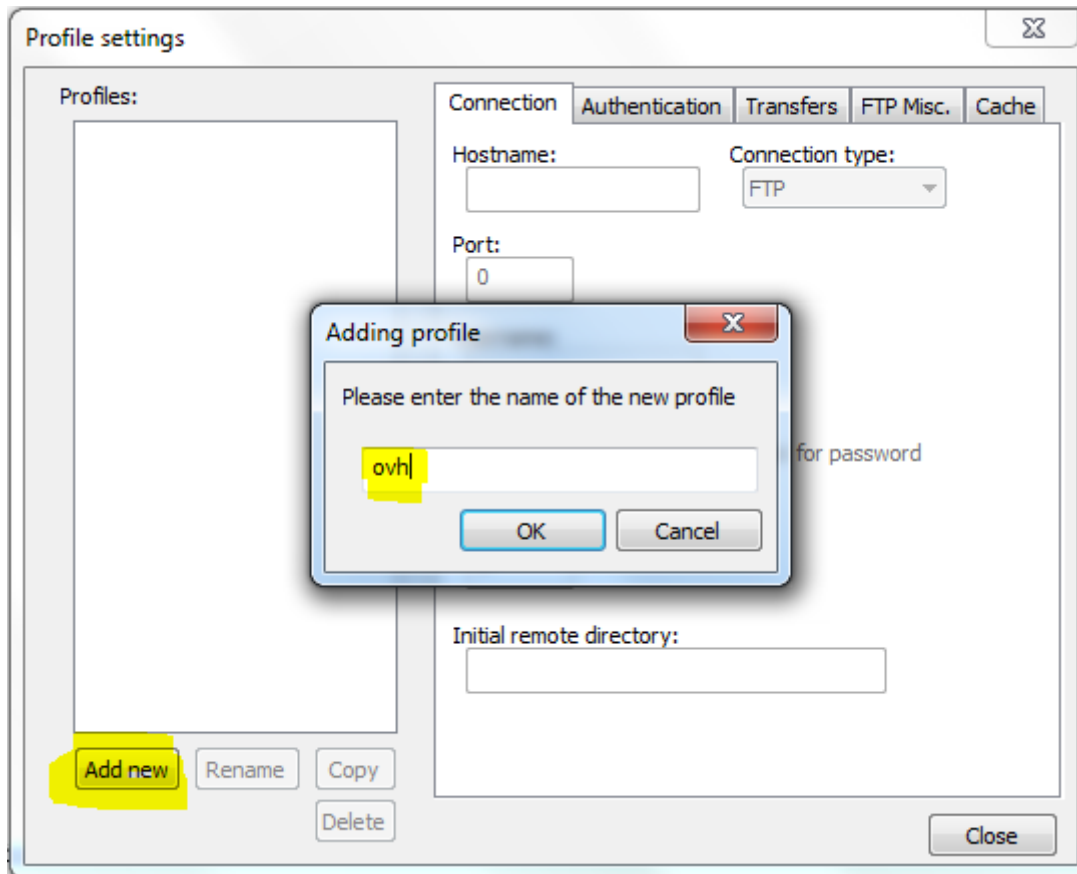 Profile settings
Profiles:
Connection Authentication Transfers FTP Misc. Cache
Hostname: Connection type:
FTP
Port:
0
Adding profile
Please enter the name of the new profile
for password
ovh
OK Cancel
Initial remote directory:
Add new Rename Copy
Delete
Close